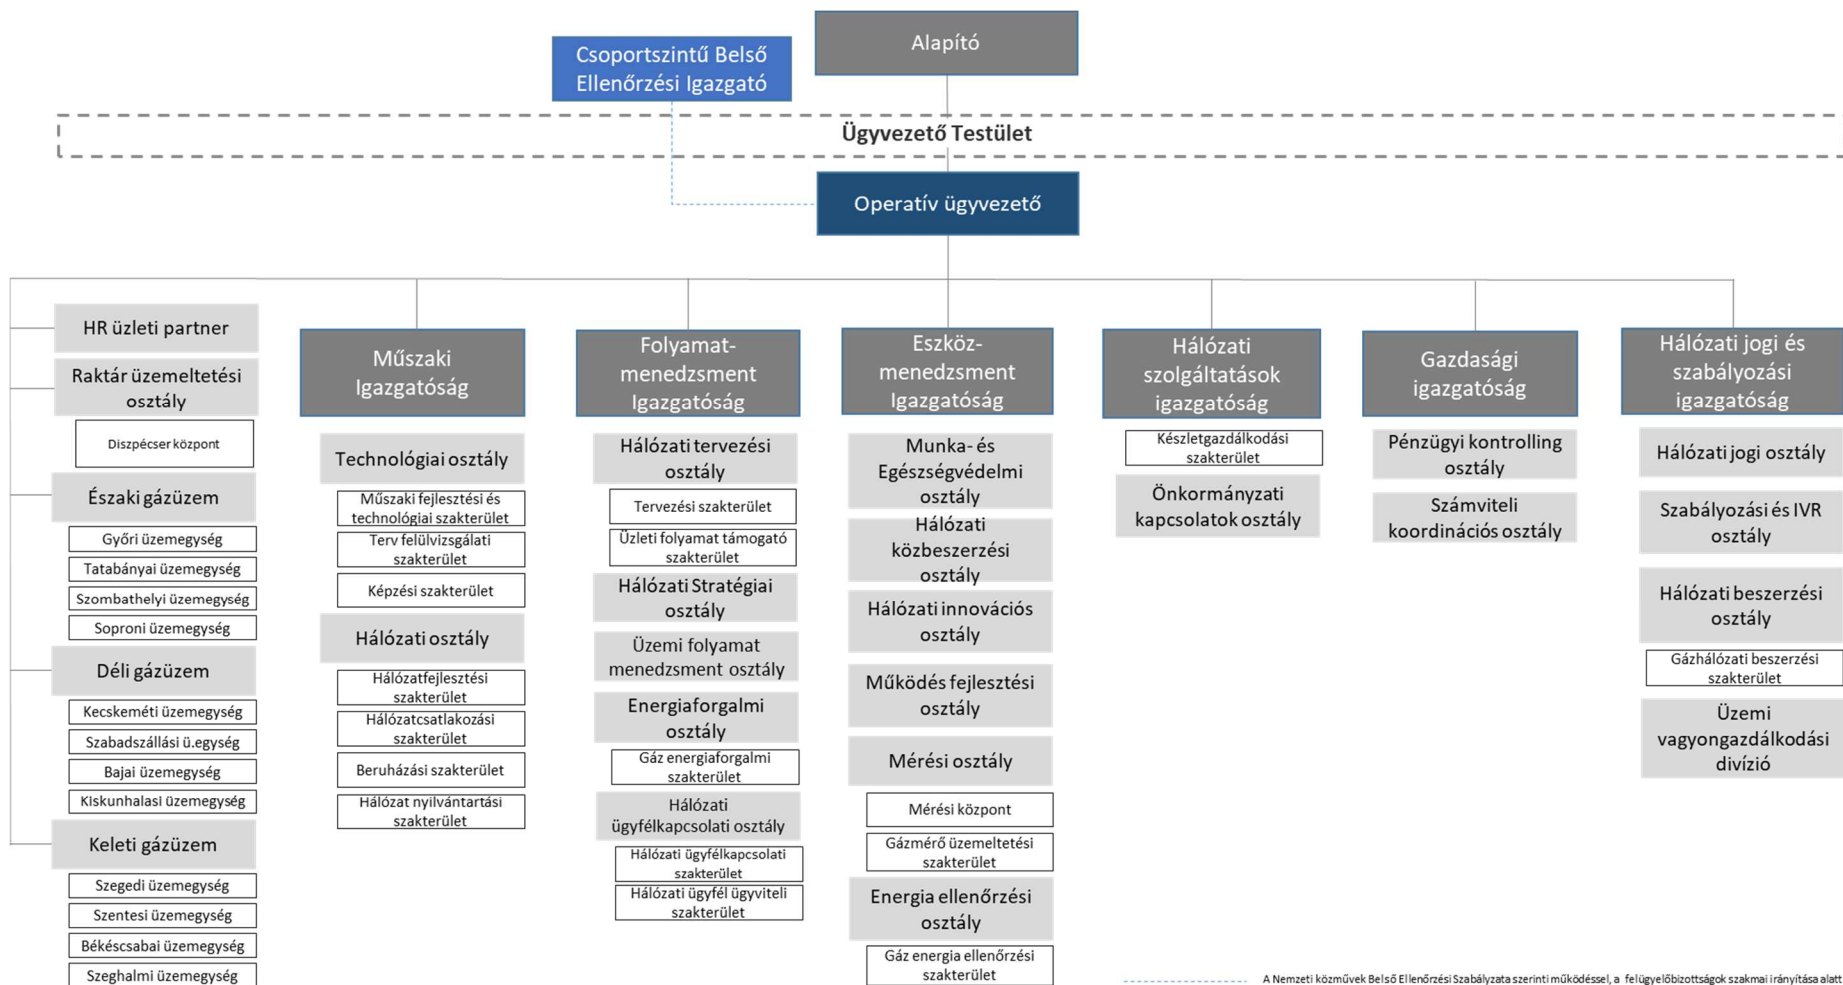 Alapító
Csoportszintű Belső
Ellenőrzési Igazgató
Ügyvezető Testület
Operatív ügyvezető
HR üzleti partner
Raktár üzemeltetési
osztály
Diszpécser központ
Északi gázüzem
Győri üzemegység
Tatabányai üzemegység
Szombathelyi üzemegység
Soproni üzemegység
Déli gázüzem
Kecskeméti üzemegység
Szabadszállási ü.egység
Bajai üzemegység
Kiskunhalasi üzemegység
Keleti gázüzem
Szegedi üzemegység
Szentesi üzemegység
Békéscsabai üzemegység
Szeghalmi üzemegység
Műszaki
Igazgatóság
Technológiai osztály
Műszaki fejlesztési és
technológiai szakterület
Terv felülvizsgálati
szakterület
Képzési szakterület
Hálózati osztály
Hálózatfejlesztési
szakterület
Hálózatcsatlakozási
szakterület
Beruházási szakterület
Hálózat nyilvántartási
szakterület
Folyamat-
menedzsment
Igazgatóság
Hálózati tervezési
osztály
Tervezési szakterület
Üzleti folyamat támogató
szakterület
Hálózati Stratégiai
osztály
Üzemi folyamat
menedzsment osztály
Energiaforgalmi
osztály
Gáz energiaforgalmi
szakterület
Hálózati
ügyfélkapcsolati osztály
Hálózati ügyfélkapcsolati
szakterület
Hálózati ügyfél ügyviteli
szakterület
Eszköz-
menedzsment
Igazgatóság
Munka- és
Egészségvédelmi
osztály
Hálózati
közbeszerzési
osztály
Hálózati innovációs
osztály
Működés fejlesztési
osztály
Mérési osztály
Mérési központ
Gázmérő üzemeltetési
szakterület
Energia ellenőrzési
osztály
Gáz energia ellenőrzési
szakterület
Hálózati
szolgáltatások
igazgatóság
Készletgazdálkodási
szakterület
Önkormányzati
kapcsolatok osztály
Gazdasági
igazgatóság
Pénzügyi kontrolling
osztály
Számviteli
koordinációs osztály
Hálózati jogi és
szabályozási
igazgatóság
Hálózati jogi osztály
Szabályozási és IVR
osztály
Hálózati beszerzési
osztály
Gázhálózati beszerzési
szakterület
Üzemi
vagyongazdálkodási
divízió
A Nemzeti közművek Belső Ellenőrzési Szabályzata szerinti működéssel, a felügyelőbizottságok szakmai irányítása alatt